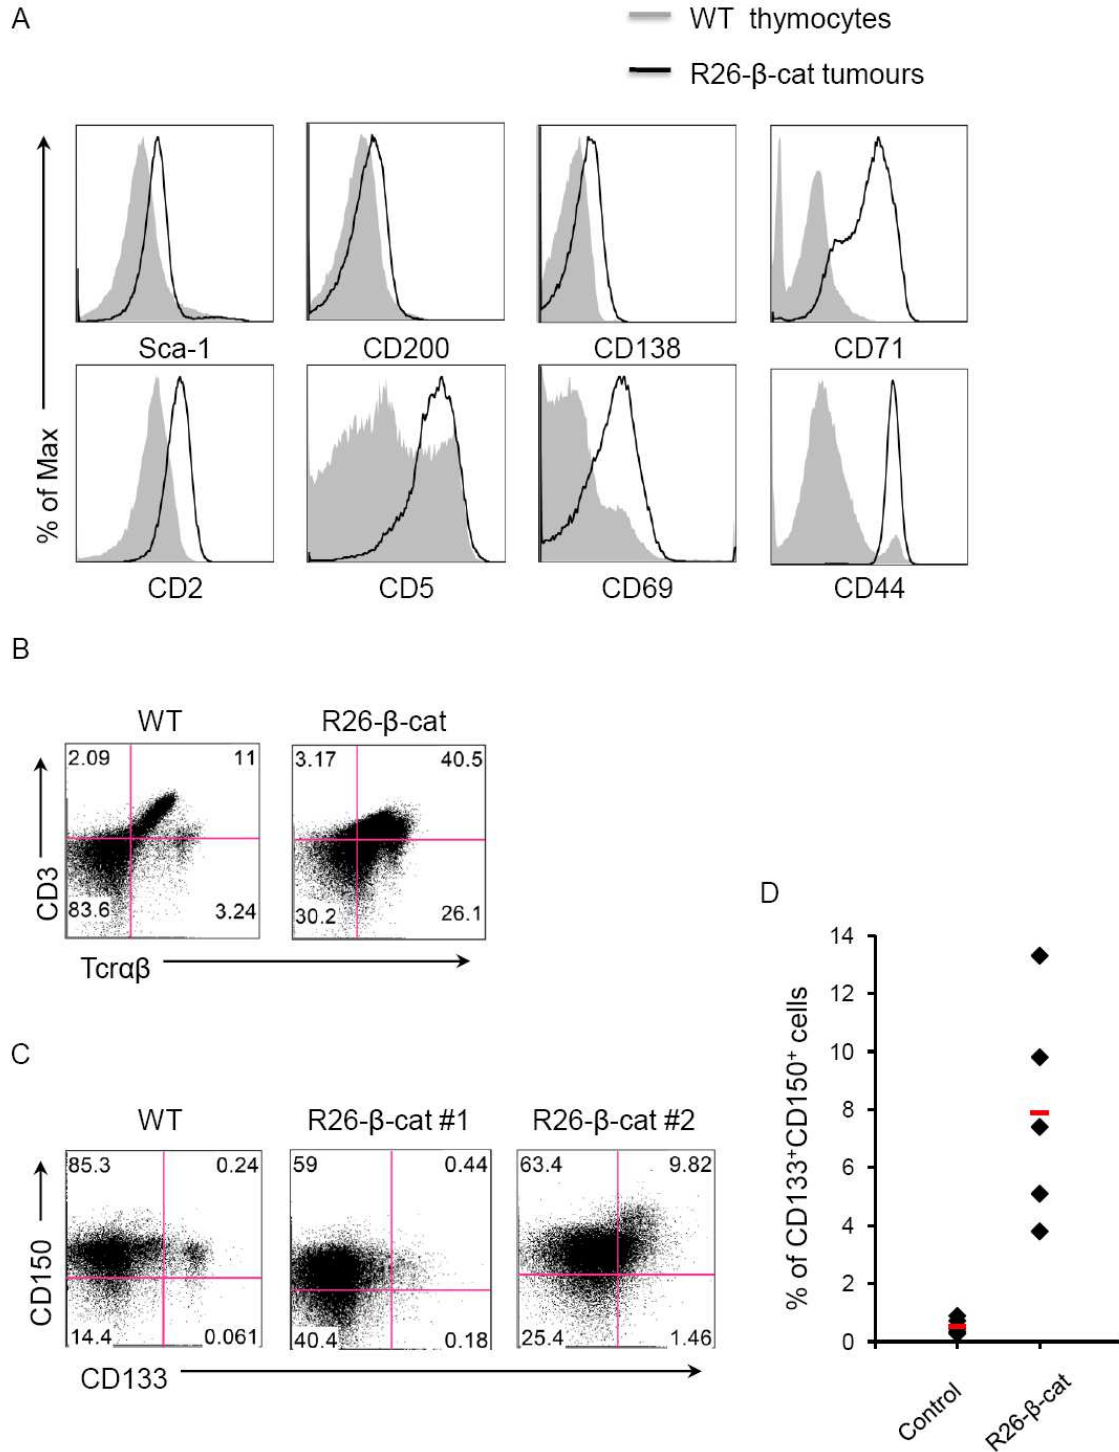 A
WT thymocytes
R26-β-cat tumours
% of Max
Sca-1 CD200 CD138 CD71
CD2 CD5 CD69 CD44
B
WT R26-β-cat
2.09 11 3.17 40.5
83.6 3.24 30.2 26.1
CD3
Tcrαβ
C
WT R26-β-cat #1 R26-β-cat #2
85.3 0.24 59 0.44 63.4 9.82
14.4 0.061 40.4 0.18 25.4 1.46
CD150
CD133
D
% of CD133⁺CD150⁺ cells
14
12
10
8
6
4
2
0
Control R26-β-cat